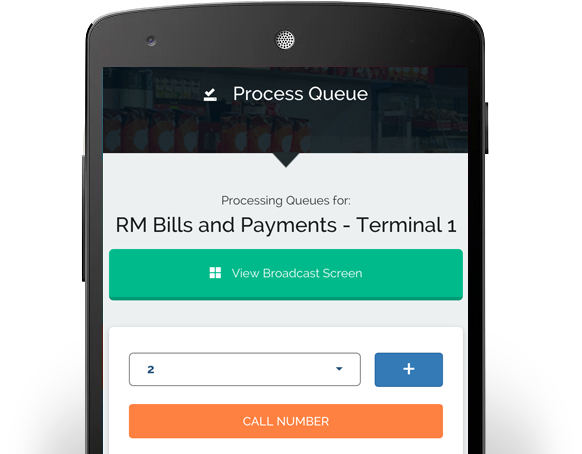 Process Queue
Processing Queues for:
RM Bills and Payments - Terminal 1
View Broadcast Screen
2
+
CALL NUMBER